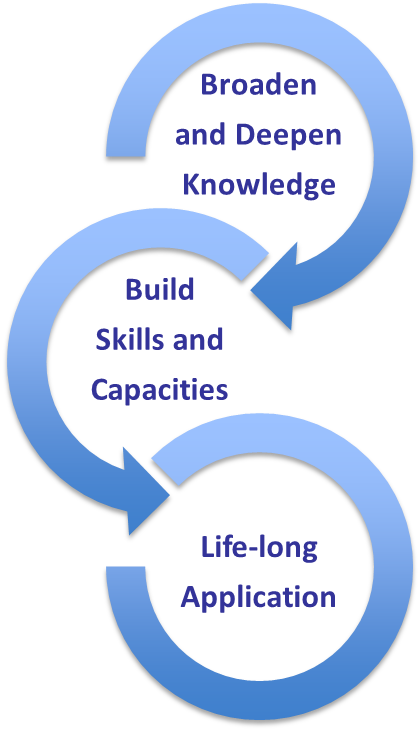 Broaden
and Deepen
Knowledge
Build
Skills and
Capacities
Life-long
Application